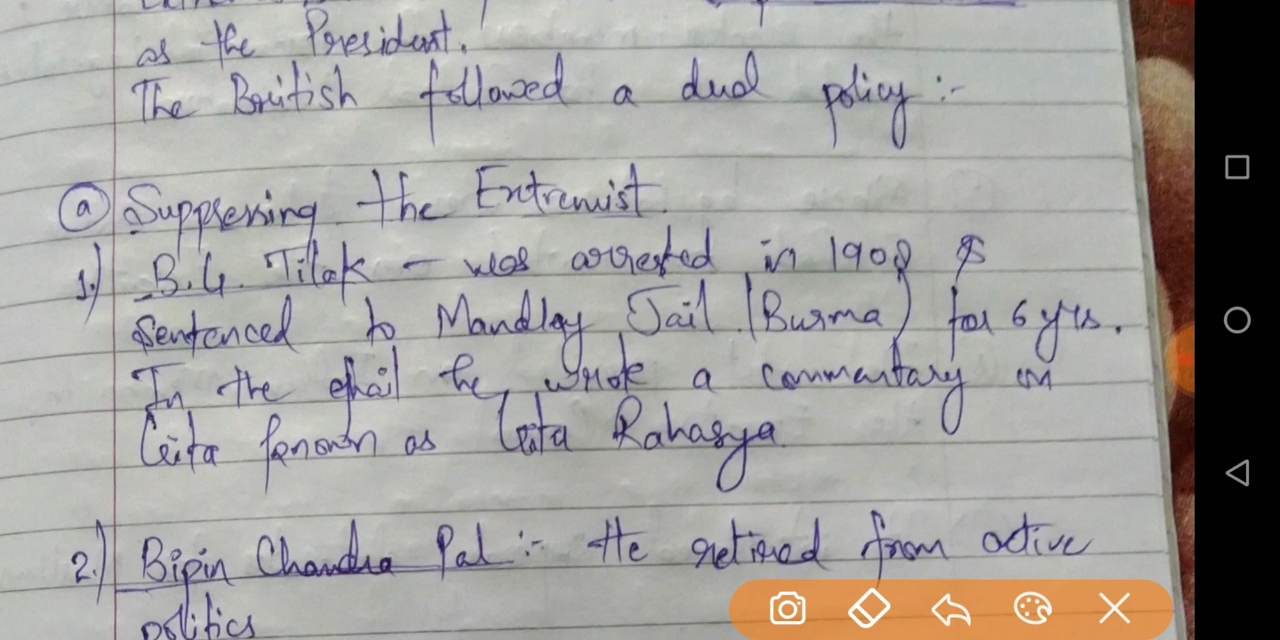 as the President.
The British followed a dual policy :-
(a) Suppressing the Extremist.
1.) B.G. Tilak – was arrested in 1908 &
Sentenced to Mandlay Jail (Burma) for 6 yrs.
In the jail he wrote a commentary on
Geita known as Geita Rahasya.
2.) Bipin Chandra Pal :- He retired from active
politics